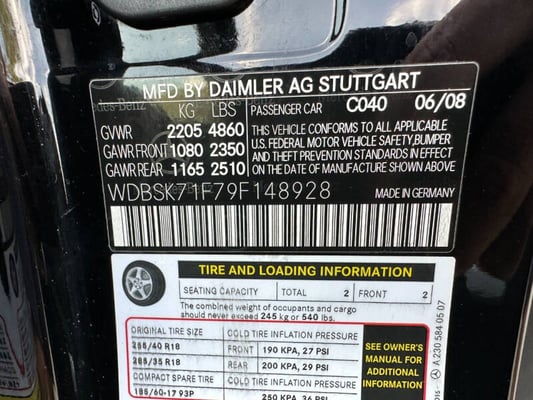 MFD BY DAIMLER AG STUTTGART
KG LBS PASSENGER CAR C040 06/08
GVWR 2205 4860 THIS VEHICLE CONFORMS TO ALL APPLICABLE
GAWR FRONT 1080 2350 U.S. FEDERAL MOTOR VEHICLE SAFETY, BUMPER
AND THEFT PREVENTION STANDARDS IN EFFECT
GAWR REAR 1165 2510 ON THE DATE OF MANUFACTURE SHOWN ABOVE
WDBSK71F79F148928 MADE IN GERMANY
TIRE AND LOADING INFORMATION
SEATING CAPACITY TOTAL 2 FRONT 2
The combined weight of occupants and cargo
should never exceed 245 kg or 540 lbs.
ORIGINAL TIRE SIZE COLD TIRE INFLATION PRESSURE
255/40 R18 FRONT 190 KPA, 27 PSI
285/35 R18 REAR 200 KPA, 29 PSI
COMPACT SPARE TIRE COLD TIRE INFLATION PRESSURE
250 KPA, 36 PSI
SEE OWNER'S
MANUAL FOR
ADDITIONAL
INFORMATION
A 230 584 05 07